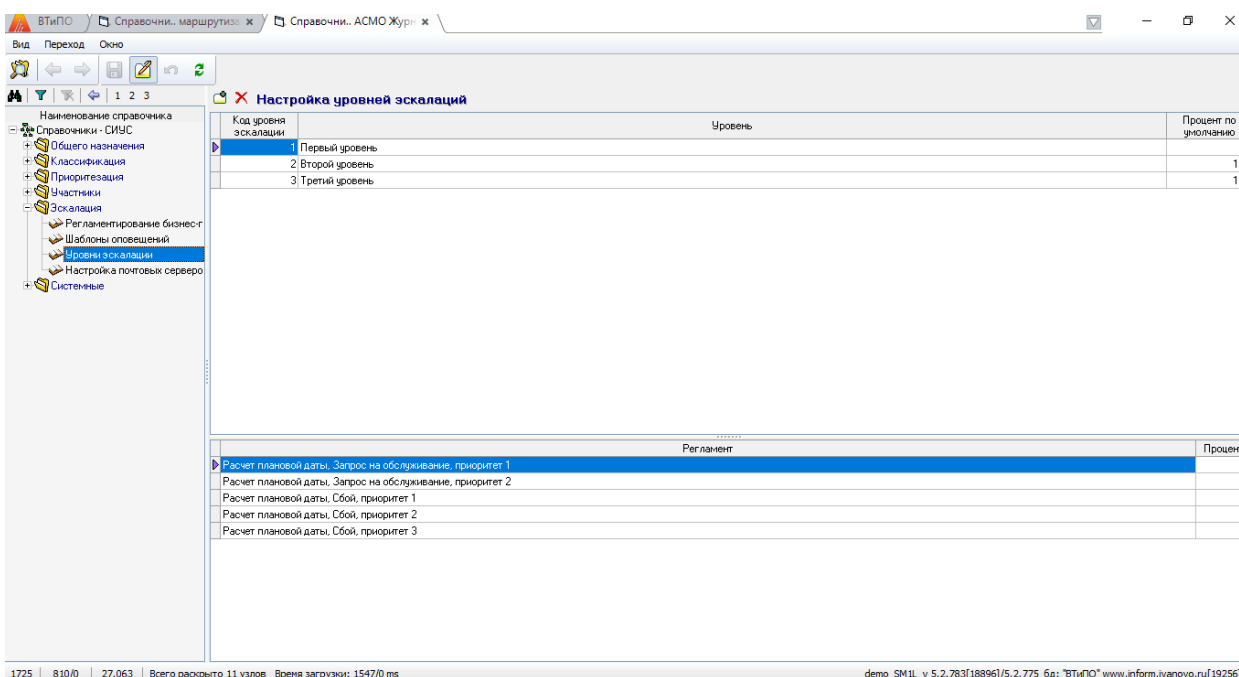 ВТиПО Справочни.. маршрутиза Справочни.. АСМО Журн
Вид Переход Окно
1 2 3
Настройка уровней эскалаций
Наименование справочника
Справочники - СИУС
Общего назначения
Классификация
Приоритезация
Участники
Эскалация
Регламентирование бизнес-г
Шаблоны оповещений
Уровни эскалации
Настройка почтовых серверо
Системные
Код уровня эскалации Уровень Процент по умолчанию
1 Первый уровень
2 Второй уровень 1
3 Третий уровень 1
Регламент Процен
Расчет плановой даты, Запрос на обслуживание, приоритет 1
Расчет плановой даты, Запрос на обслуживание, приоритет 2
Расчет плановой даты, Сбой, приоритет 1
Расчет плановой даты, Сбой, приоритет 2
Расчет плановой даты, Сбой, приоритет 3
1725 810/0 27,063 Всего раскрыто 11 узлов Время загрузки: 1547/0 ms demo_SM1L v 5.2.783[18896]/5.2.775 бд: "ВТиПО" www.inform.ivanovo.ru[19256]